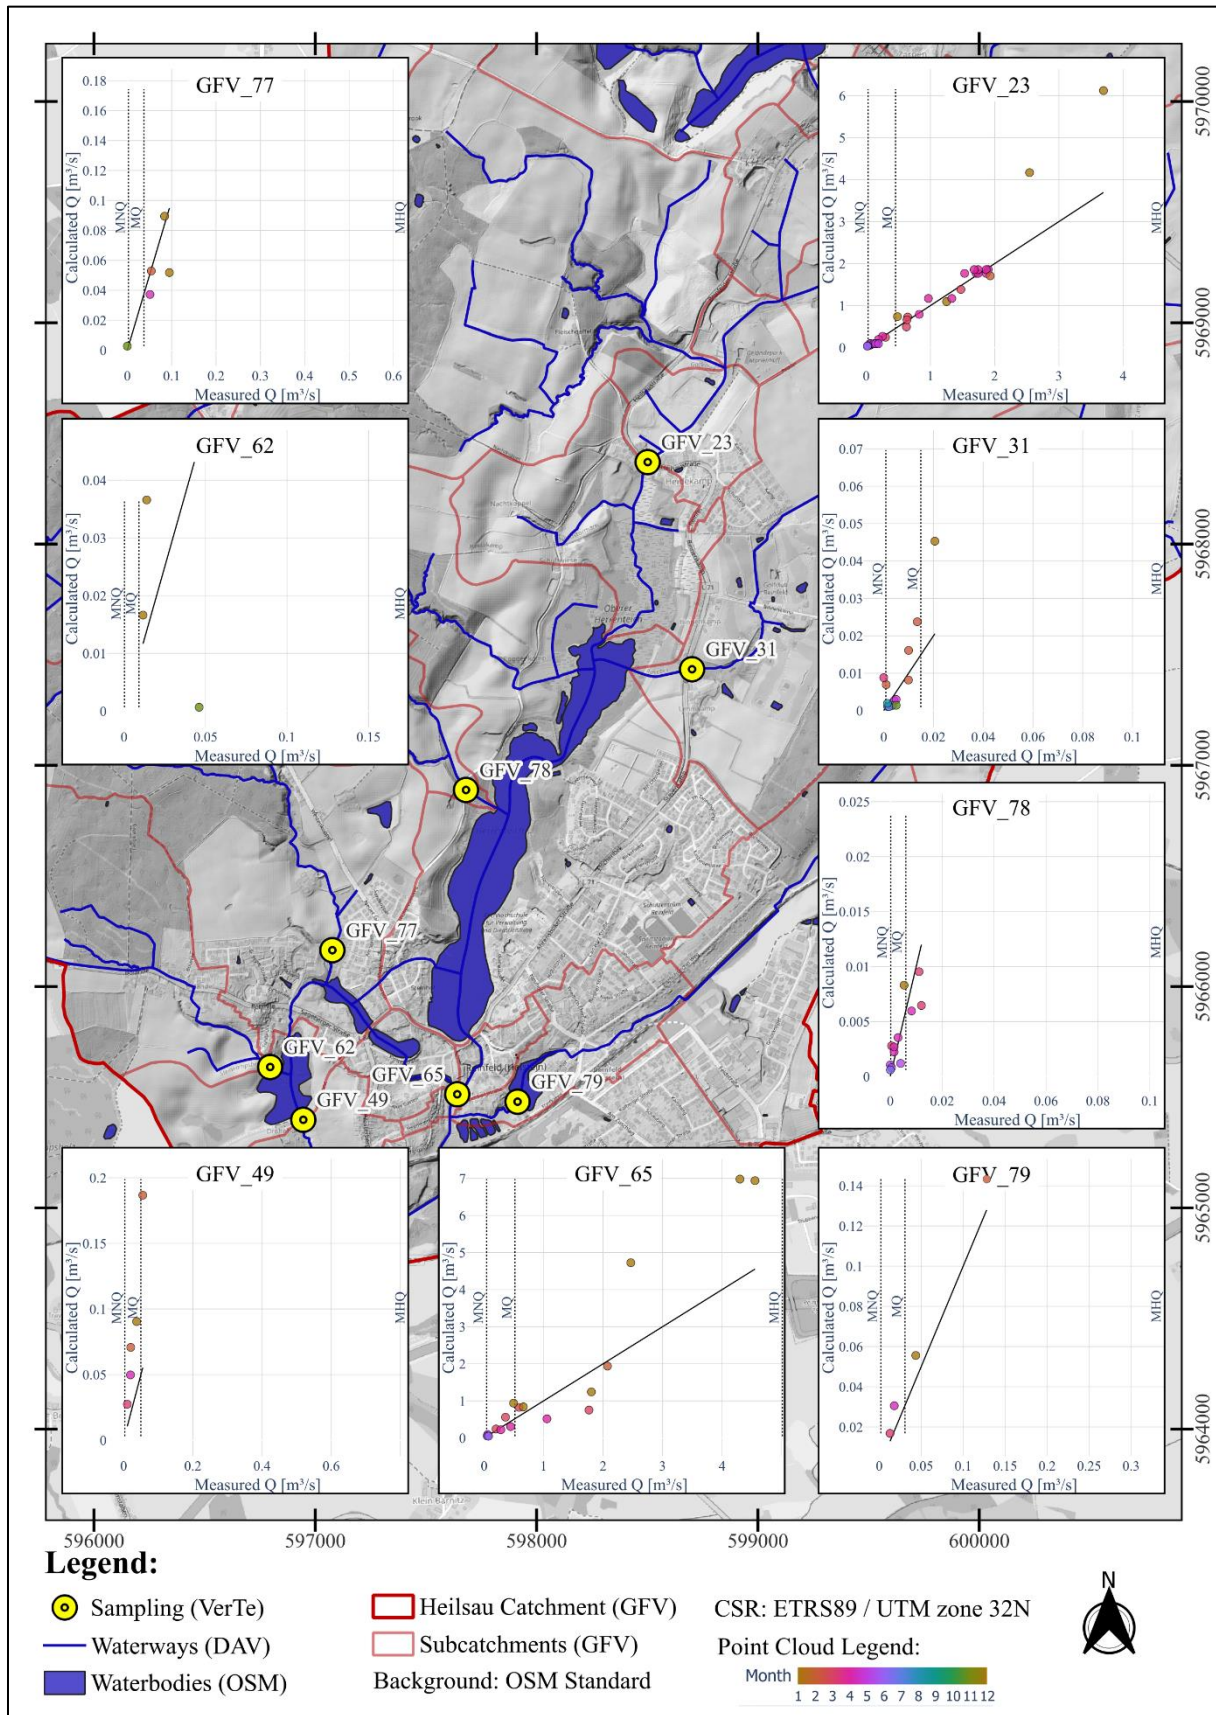 GFV_77
Calculated Q [m³/s]
0.18
0.16
0.14
0.12
0.1
0.08
0.06
0.04
0.02
0
MNQ
MQ
MHQ
0 0.1 0.2 0.3 0.4 0.5 0.6
Measured Q [m³/s]
GFV_23
Calculated Q [m³/s]
6
5
4
3
2
1
0
MNQ
MQ
MHQ
0 1 2 3 4
Measured Q [m³/s]
GFV_62
Calculated Q [m³/s]
0.04
0.03
0.02
0.01
0
MNQ
MQ
MHQ
0 0.05 0.1 0.15
Measured Q [m³/s]
GFV_31
Calculated Q [m³/s]
0.07
0.06
0.05
0.04
0.03
0.02
0.01
0
MNQ
MQ
MHQ
0 0.02 0.04 0.06 0.08 0.1
Measured Q [m³/s]
GFV_78
Calculated Q [m³/s]
0.025
0.02
0.015
0.01
0.005
0
MNQ
MQ
MHQ
0 0.02 0.04 0.06 0.08 0.1
Measured Q [m³/s]
GFV_49
Calculated Q [m³/s]
0.2
0.15
0.1
0.05
0
MNQ
MQ
MHQ
0 0.2 0.4 0.6
Measured Q [m³/s]
GFV_65
Calculated Q [m³/s]
7
6
5
4
3
2
1
0
MNQ
MQ
MHQ
0 1 2 3 4
Measured Q [m³/s]
GFV_79
Calculated Q [m³/s]
0.14
0.12
0.1
0.08
0.06
0.04
0.02
MNQ
MQ
MHQ
0 0.05 0.1 0.15 0.2 0.25 0.3
Measured Q [m³/s]
GFV_23
Oberer
Herrenteich
GFV_31
GFV_78
GFV_77
GFV_62
GFV_65
GFV_79
GFV_49
Klein Barnitz
5970000
5969000
5968000
5967000
5966000
5965000
5964000
596000 597000 598000 599000 600000
Legend:
Sampling (VerTe)
Waterways (DAV)
Waterbodies (OSM)
Heilsau Catchment (GFV)
Subcatchments (GFV)
Background: OSM Standard
CSR: ETRS89 / UTM zone 32N
Point Cloud Legend:
Month
1 2 3 4 5 6 7 8 9 10 11 12
N